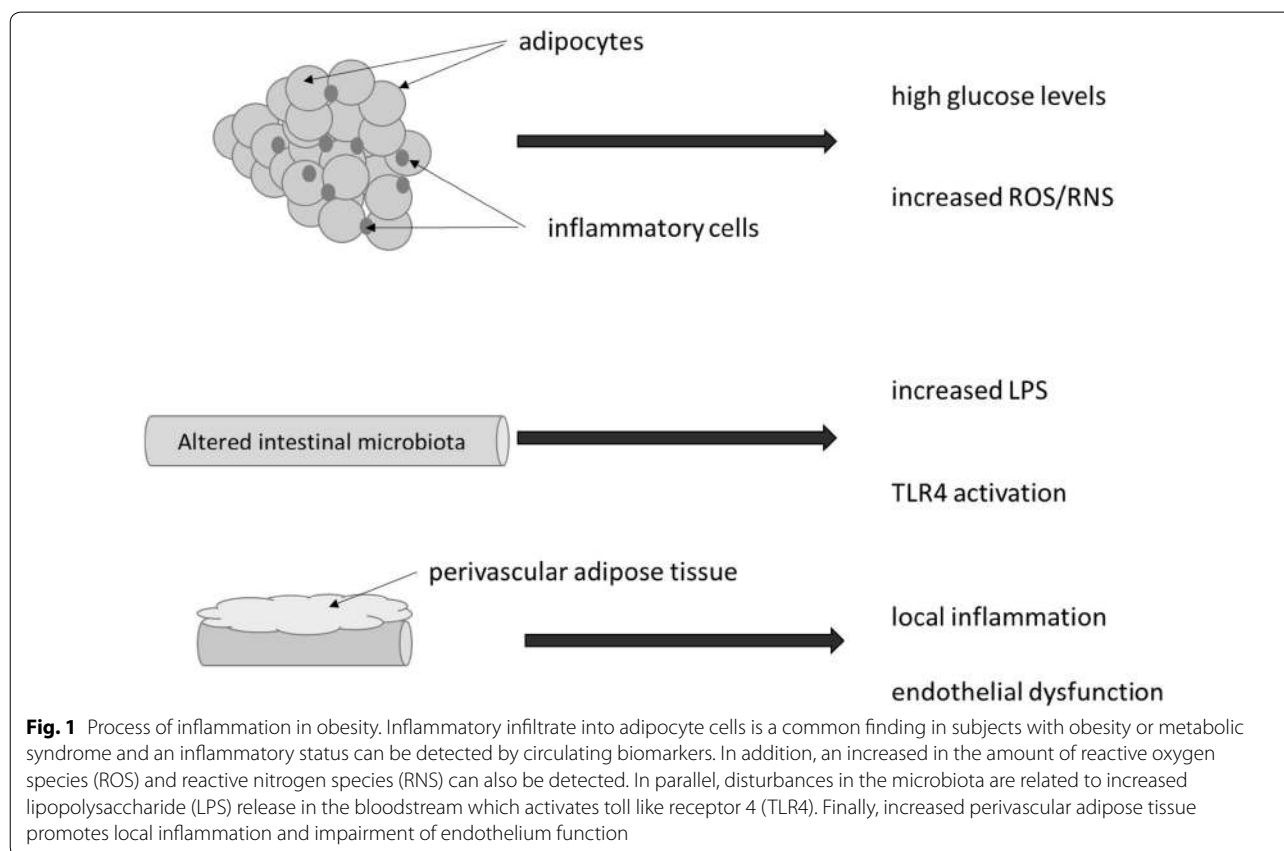 adipocytes
high glucose levels
increased ROS/RNS
inflammatory cells
increased LPS
Altered intestinal microbiota
TLR4 activation
perivascular adipose tissue
local inflammation
endothelial dysfunction
Fig. 1 Process of inflammation in obesity. Inflammatory infiltrate into adipocyte cells is a common finding in subjects with obesity or metabolic
syndrome and an inflammatory status can be detected by circulating biomarkers. In addition, an increased in the amount of reactive oxygen
species (ROS) and reactive nitrogen species (RNS) can also be detected. In parallel, disturbances in the microbiota are related to increased
lipopolysaccharide (LPS) release in the bloodstream which activates toll like receptor 4 (TLR4). Finally, increased perivascular adipose tissue
promotes local inflammation and impairment of endothelium function